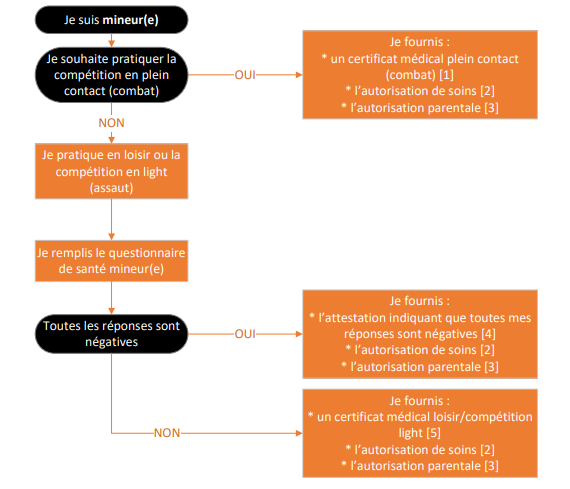 Je suis mineur(e)
Je souhaite pratiquer la
compétition en plein
contact (combat)
OUI
Je fournis :
* un certificat médical plein contact
(combat) [1]
* l'autorisation de soins [2]
* l'autorisation parentale [3]
NON
Je pratique en loisir ou la
compétition en light
(assaut)
Je remplis le questionnaire
de santé mineur(e)
Toutes les réponses sont
négatives
OUI
Je fournis :
* l'attestation indiquant que toutes mes
réponses sont négatives [4]
* l'autorisation de soins [2]
* l'autorisation parentale [3]
NON
Je fournis :
* un certificat médical loisir/compétition
light [5]
* l'autorisation de soins [2]
* l'autorisation parentale [3]